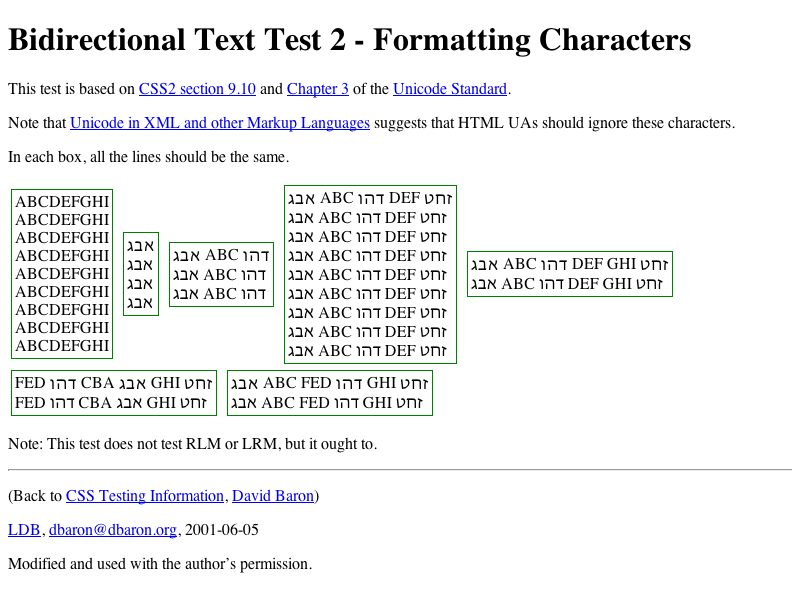 Bidirectional Text Test 2 - Formatting Characters
This test is based on CSS2 section 9.10 and Chapter 3 of the Unicode Standard.
Note that Unicode in XML and other Markup Languages suggests that HTML UAs should ignore these characters.
In each box, all the lines should be the same.
ABCDEFGHI
ABCDEFGHI
ABCDEFGHI
ABCDEFGHI
ABCDEFGHI
ABCDEFGHI
ABCDEFGHI
ABCDEFGHI
ABCDEFGHI
אבג
אבג
אבג
אבג
אבג ABC דהו
אבג ABC דהו
אבג ABC דהו
אבג ABC דהו DEF זחט
אבג ABC דהו DEF זחט
אבג ABC דהו DEF זחט
אבג ABC דהו DEF זחט
אבג ABC דהו DEF זחט
אבג ABC דהו DEF זחט
אבג ABC דהו DEF זחט
אבג ABC דהו DEF זחט
אבג ABC דהו DEF זחט
אבג ABC דהו DEF GHI זחט
אבג ABC דהו DEF GHI זחט
FED דהו CBA אבג GHI זחט
FED דהו CBA אבג GHI זחט
אבג ABC FED דהו GHI זחט
אבג ABC FED דהו GHI זחט
Note: This test does not test RLM or LRM, but it ought to.
(Back to CSS Testing Information, David Baron)
LDB, dbaron@dbaron.org, 2001-06-05
Modified and used with the author's permission.